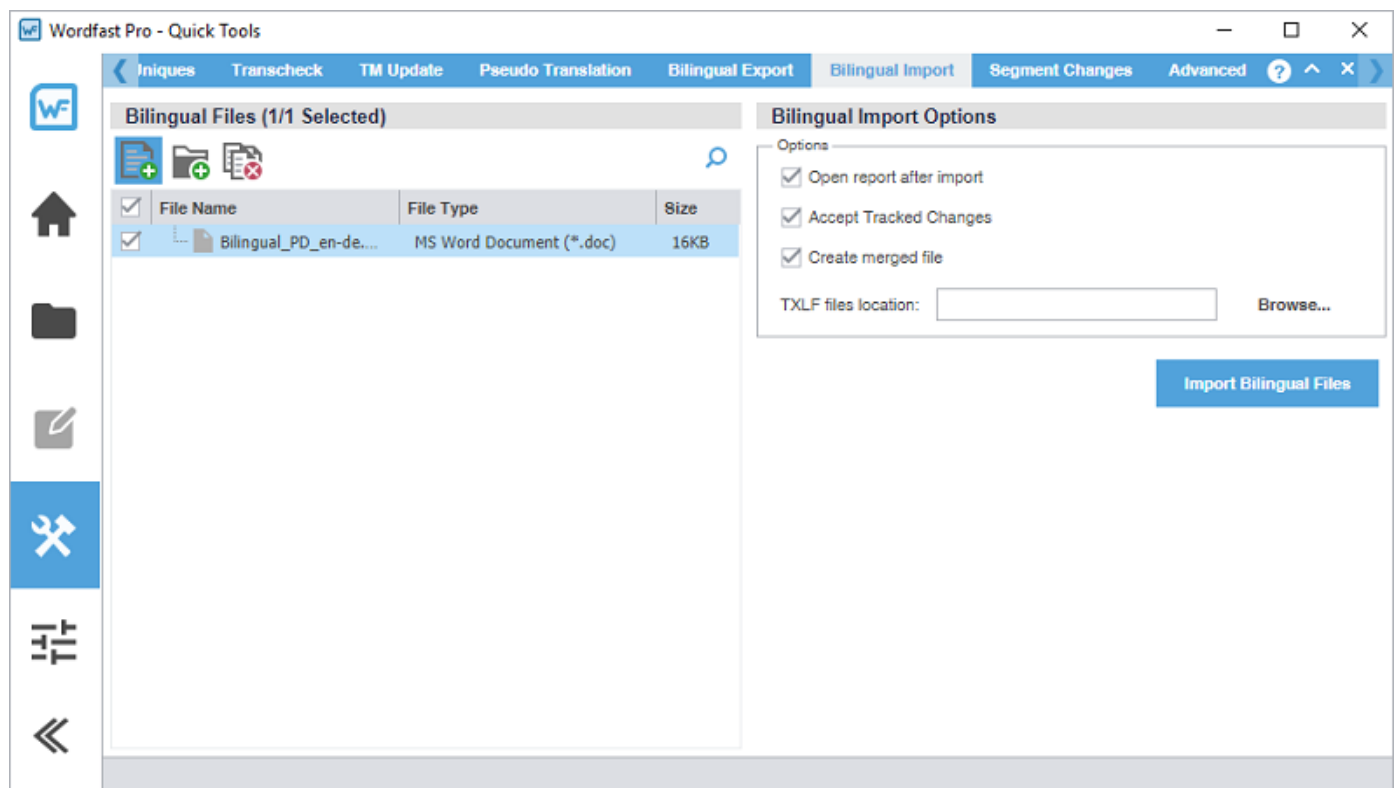 Wordfast Pro - Quick Tools
Iniques Transcheck TM Update Pseudo Translation Bilingual Export Bilingual Import Segment Changes Advanced ?
WF
Bilingual Files (1/1 Selected)
Bilingual Import Options
Options
Open report after import
File Name File Type Size
Accept Tracked Changes
Bilingual_PD_en-de.... MS Word Document (*.doc) 16KB
Create merged file
TXLF files location: Browse...
Import Bilingual Files